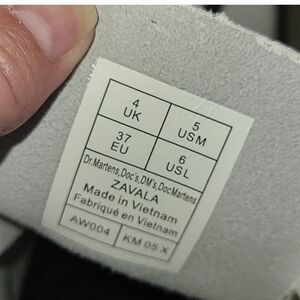 4 5
UK USM
37 6
EU USL
Dr.Martens,Doc's,DM's,DocMartens
ZAVALA
Made in Vietnam
Fabriqué en Vietnam
AW004 KM 05 X